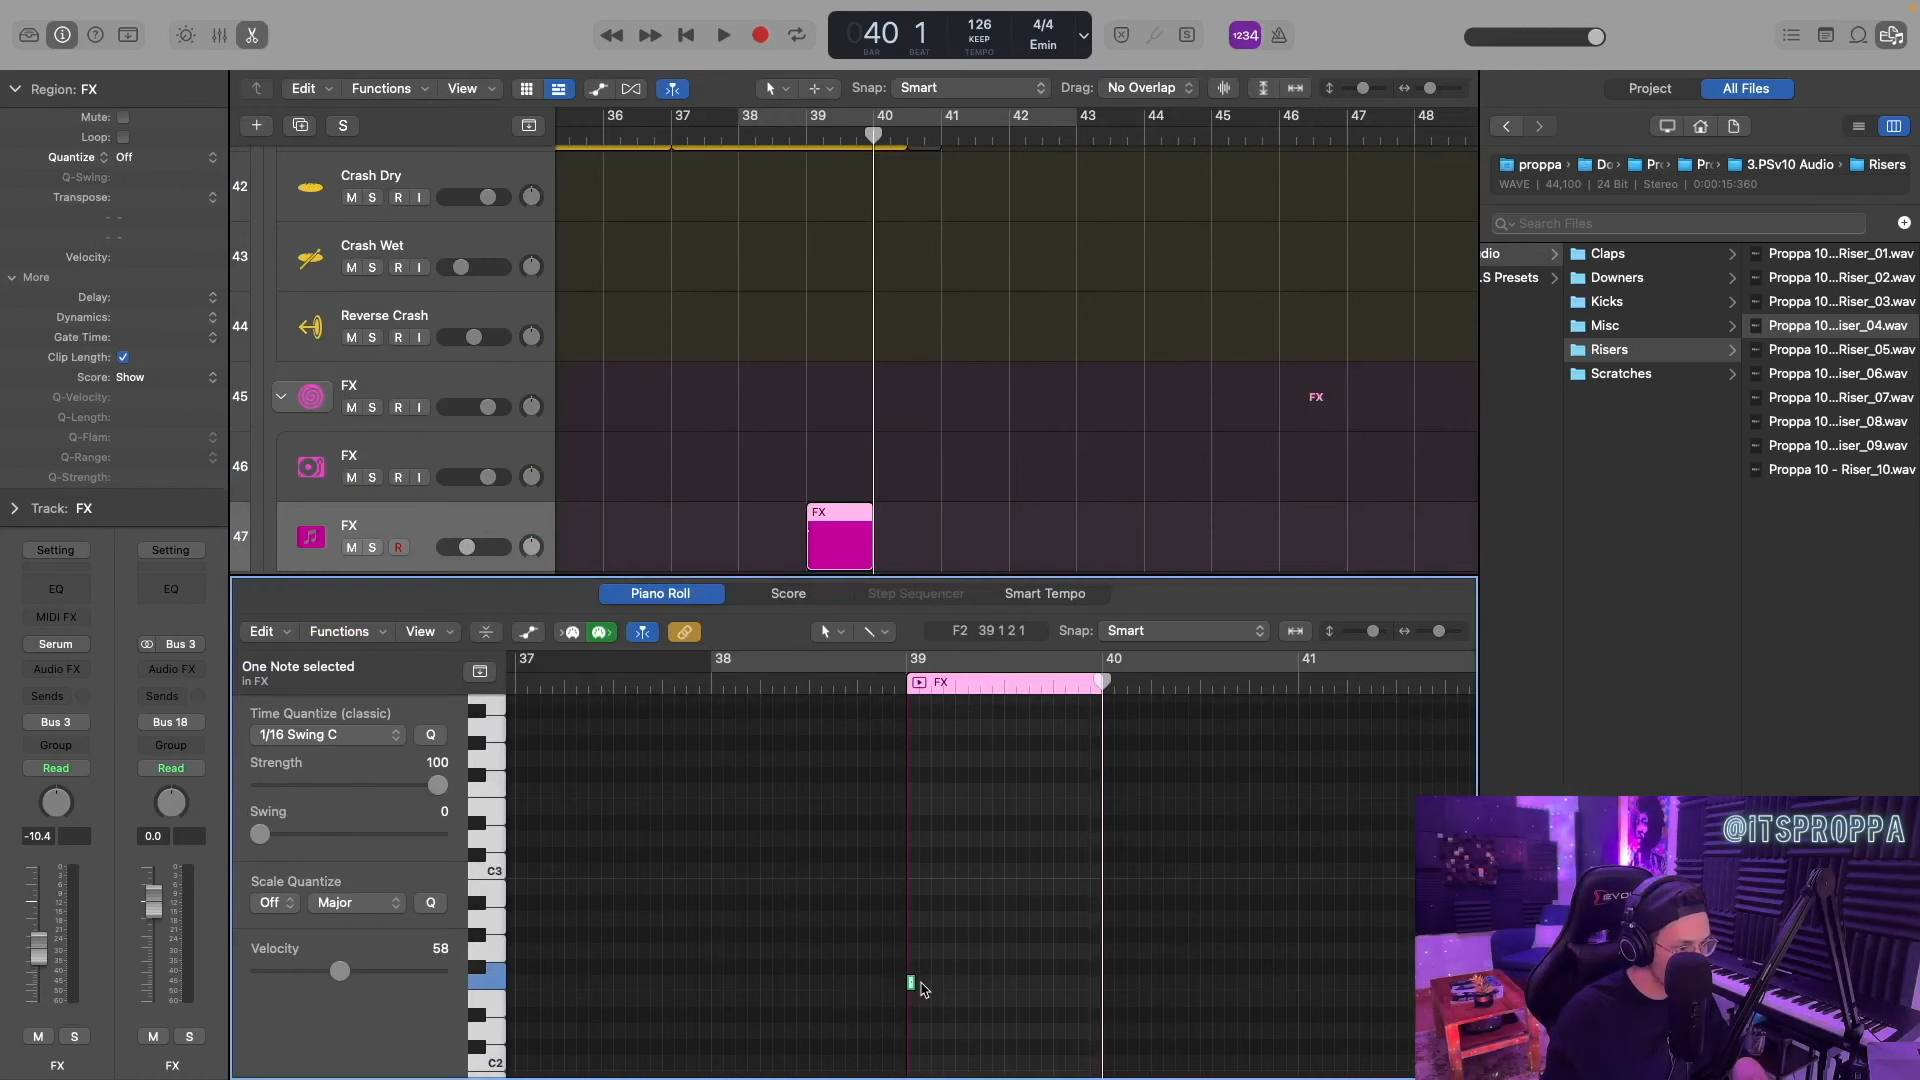 40 1
BAR BEAT
126
KEEP
TEMPO
4/4
Emin
S
1234
Region: FX
Mute:
Loop:
Quantize Off
Q-Swing:
Transpose:
- -
- -
Velocity:
More
Delay:
Dynamics:
Gate Time:
Clip Length:
Score: Show
Q-Velocity:
Q-Length:
Q-Flam:
Q-Range:
Q-Strength:
Track: FX
Setting Setting
EQ EQ
MIDI FX
Serum Bus 3
Audio FX Audio FX
Sends Sends
Bus 3 Bus 18
Group Group
Read Read
-10.4 0.0
M S M S
FX FX
Edit Functions View
Snap: Smart Drag: No Overlap
S
36 37 38 39 40 41 42 43 44 45 46 47 48
42 Crash Dry
M S R I
43 Crash Wet
M S R I
44 Reverse Crash
M S R I
45 FX
M S R I
FX
46 FX
M S R I
47 FX
M S R
FX
Piano Roll Score Step Sequencer Smart Tempo
Edit Functions View
F2 39 1 2 1 Snap: Smart
37 38 39 40 41
FX
One Note selected
in FX
Time Quantize (classic)
1/16 Swing C Q
Strength 100
Swing 0
Scale Quantize
Off Major Q
Velocity 58
C3
C2
Project All Files
proppa › Do › Pr › Pr › 3.PSv10 Audio › Risers
WAVE | 44,100 | 24 Bit | Stereo | 0:00:15:360
Search Files
dio
.S Presets
Claps
Downers
Kicks
Misc
Risers
Scratches
Proppa 10...Riser_01.wav
Proppa 10...Riser_02.wav
Proppa 10...Riser_03.wav
Proppa 10...iser_04.wav
Proppa 10...Riser_05.wav
Proppa 10...iser_06.wav
Proppa 10...Riser_07.wav
Proppa 10...iser_08.wav
Proppa 10...iser_09.wav
Proppa 10 - Riser_10.wav
@iTSPROPPA